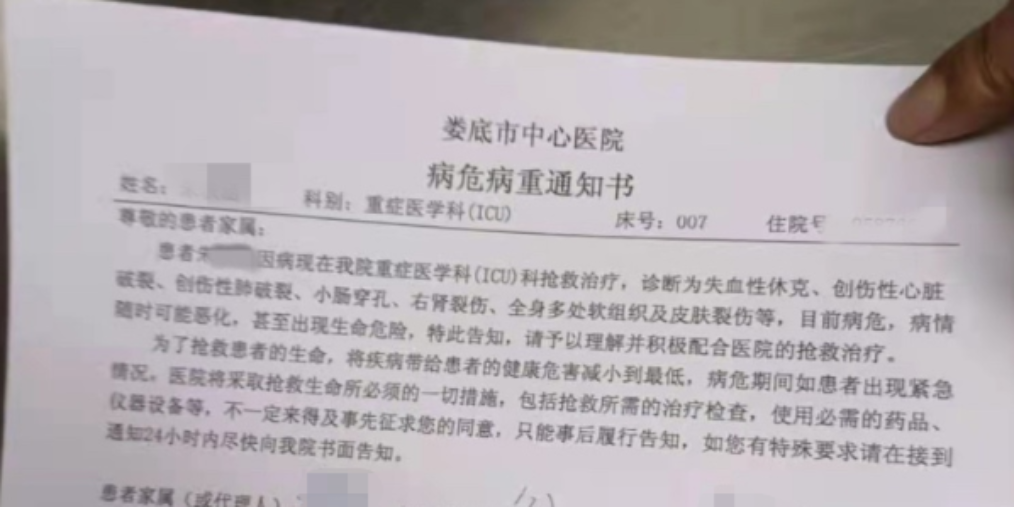 娄底市中心医院
病危病重通知书
姓名: 科别: 重症医学科(ICU) 床号: 007 住院号
尊敬的患者家属:
患者朱 因病现在我院重症医学科(ICU)科抢救治疗，诊断为失血性休克、创伤性心脏
破裂、创伤性肺破裂、小肠穿孔、右肾裂伤、全身多处软组织及皮肤裂伤等，目前病危，病情
随时可能恶化，甚至出现生命危险，特此告知，请予以理解并积极配合医院的抢救治疗。
为了抢救患者的生命，将疾病带给患者的健康危害减小到最低，病危期间如患者出现紧急
情况，医院将采取抢救生命所必须的一切措施，包括抢救所需的治疗检查，使用必需的药品、
仪器设备等，不一定来得及事先征求您的同意，只能事后履行告知，如您有特殊要求请在接到
通知24小时内尽快向我院书面告知。
患者家属（或代理人）: